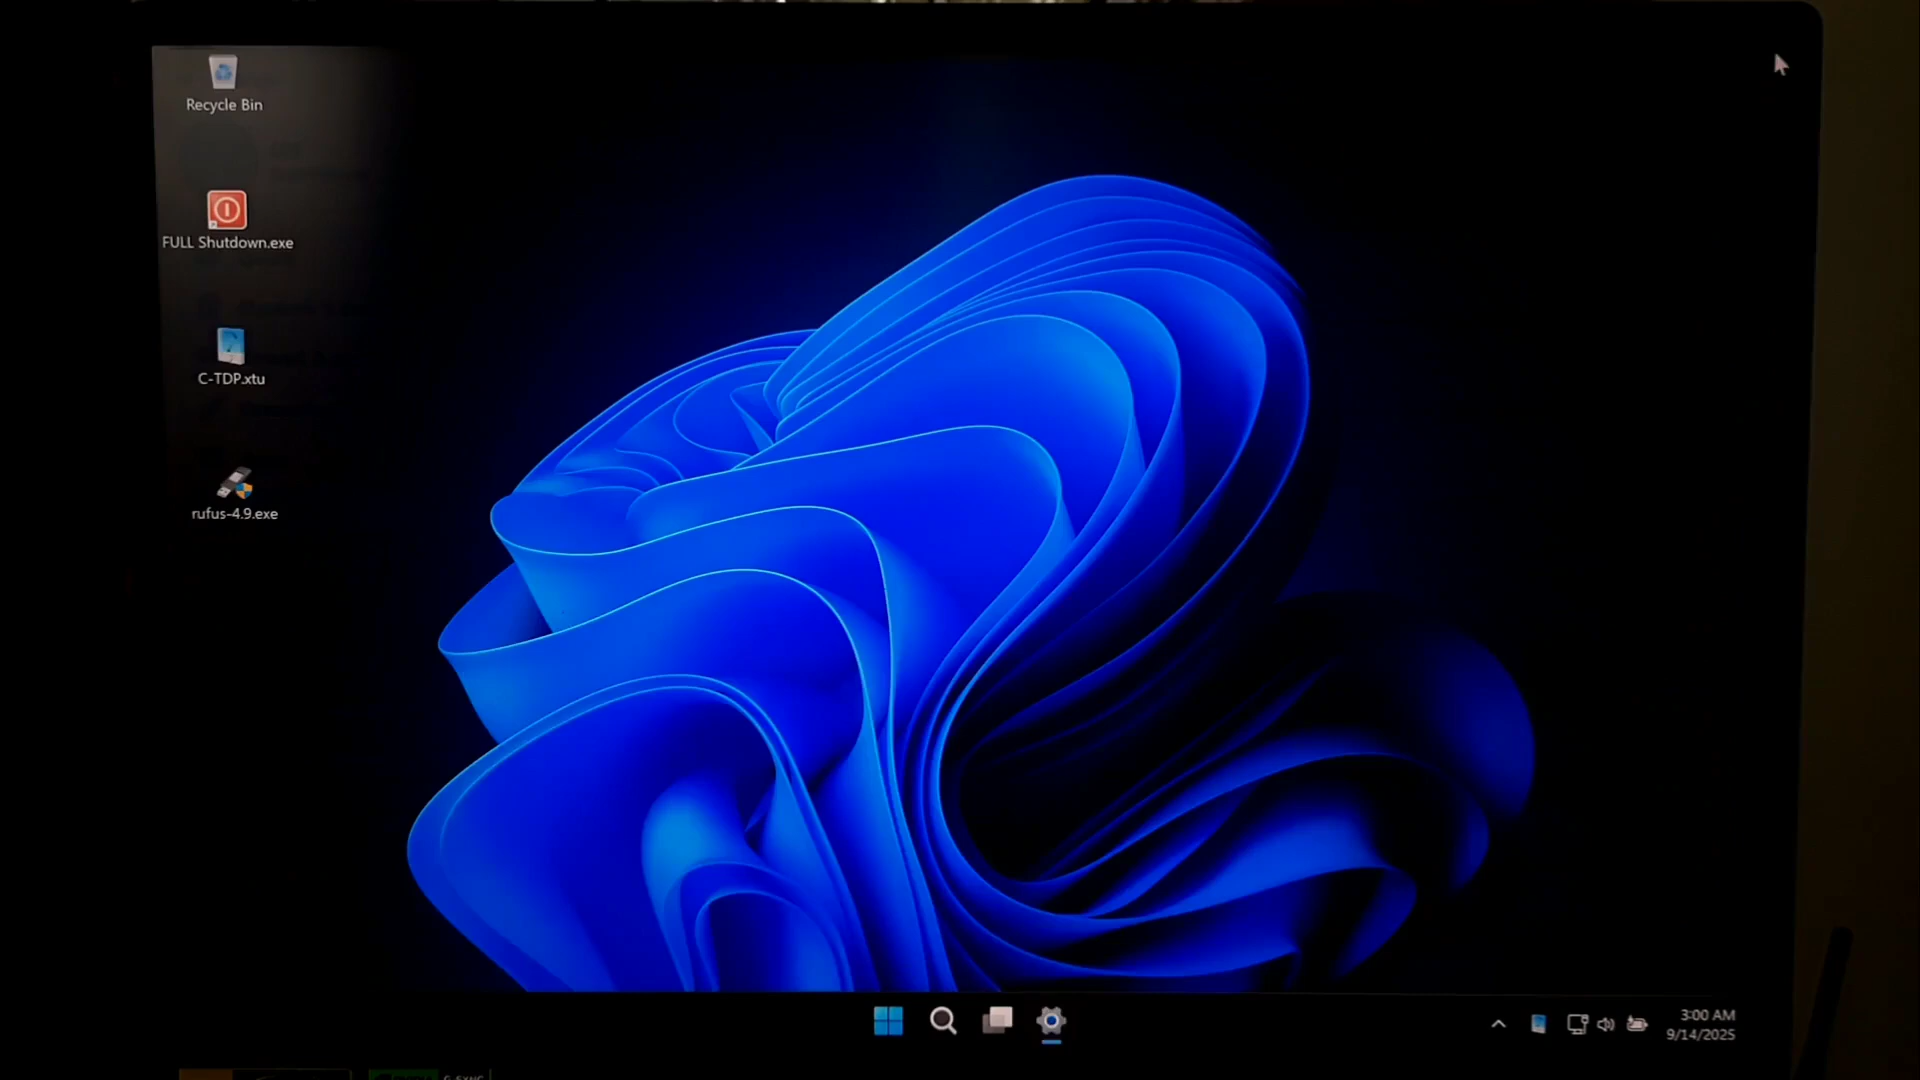 Recycle Bin
FULL Shutdown.exe
C-TDP.xtu
rufus-4.9.exe
3:00 AM
9/14/2025